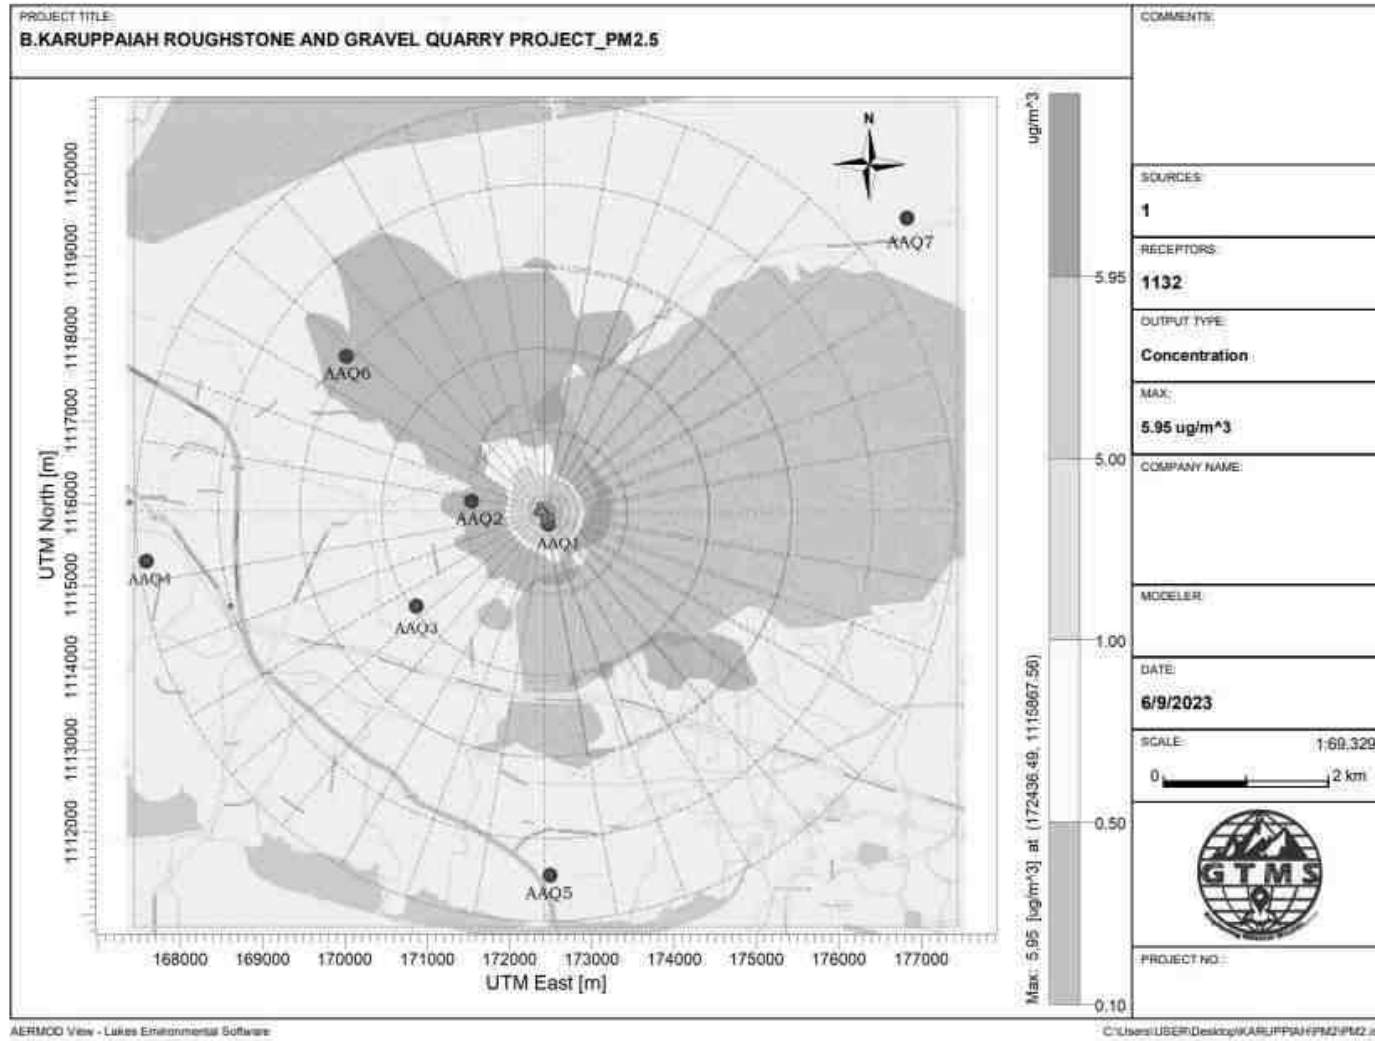 PROJECT TITLE:
B.KARUPPAIAH ROUGHSTONE AND GRAVEL QUARRY PROJECT_PM2.5
COMMENTS:
SOURCES:
1
RECEPTORS:
1132
OUTPUT TYPE:
Concentration
MAX:
5.95 ug/m^3
COMPANY NAME:
MODELER:
DATE:
6/9/2023
SCALE:
1:69,329
0
2 km
GTMS
PROJECT NO.:
ug/m^3
5.95
5.00
1.00
0.50
0.10
Max: 5.95 [ug/m^3] at (172436.49, 1115867.56)
N
AAQ7
AAQ6
AAQ2
AAQ1
AAQ4
AAQ3
AAQ5
UTM North [m]
1120000
1119000
1118000
1117000
1116000
1115000
1114000
1113000
1112000
168000
169000
170000
171000
172000
173000
174000
175000
176000
177000
UTM East [m]
AERMOD View - Lakes Environmental Software